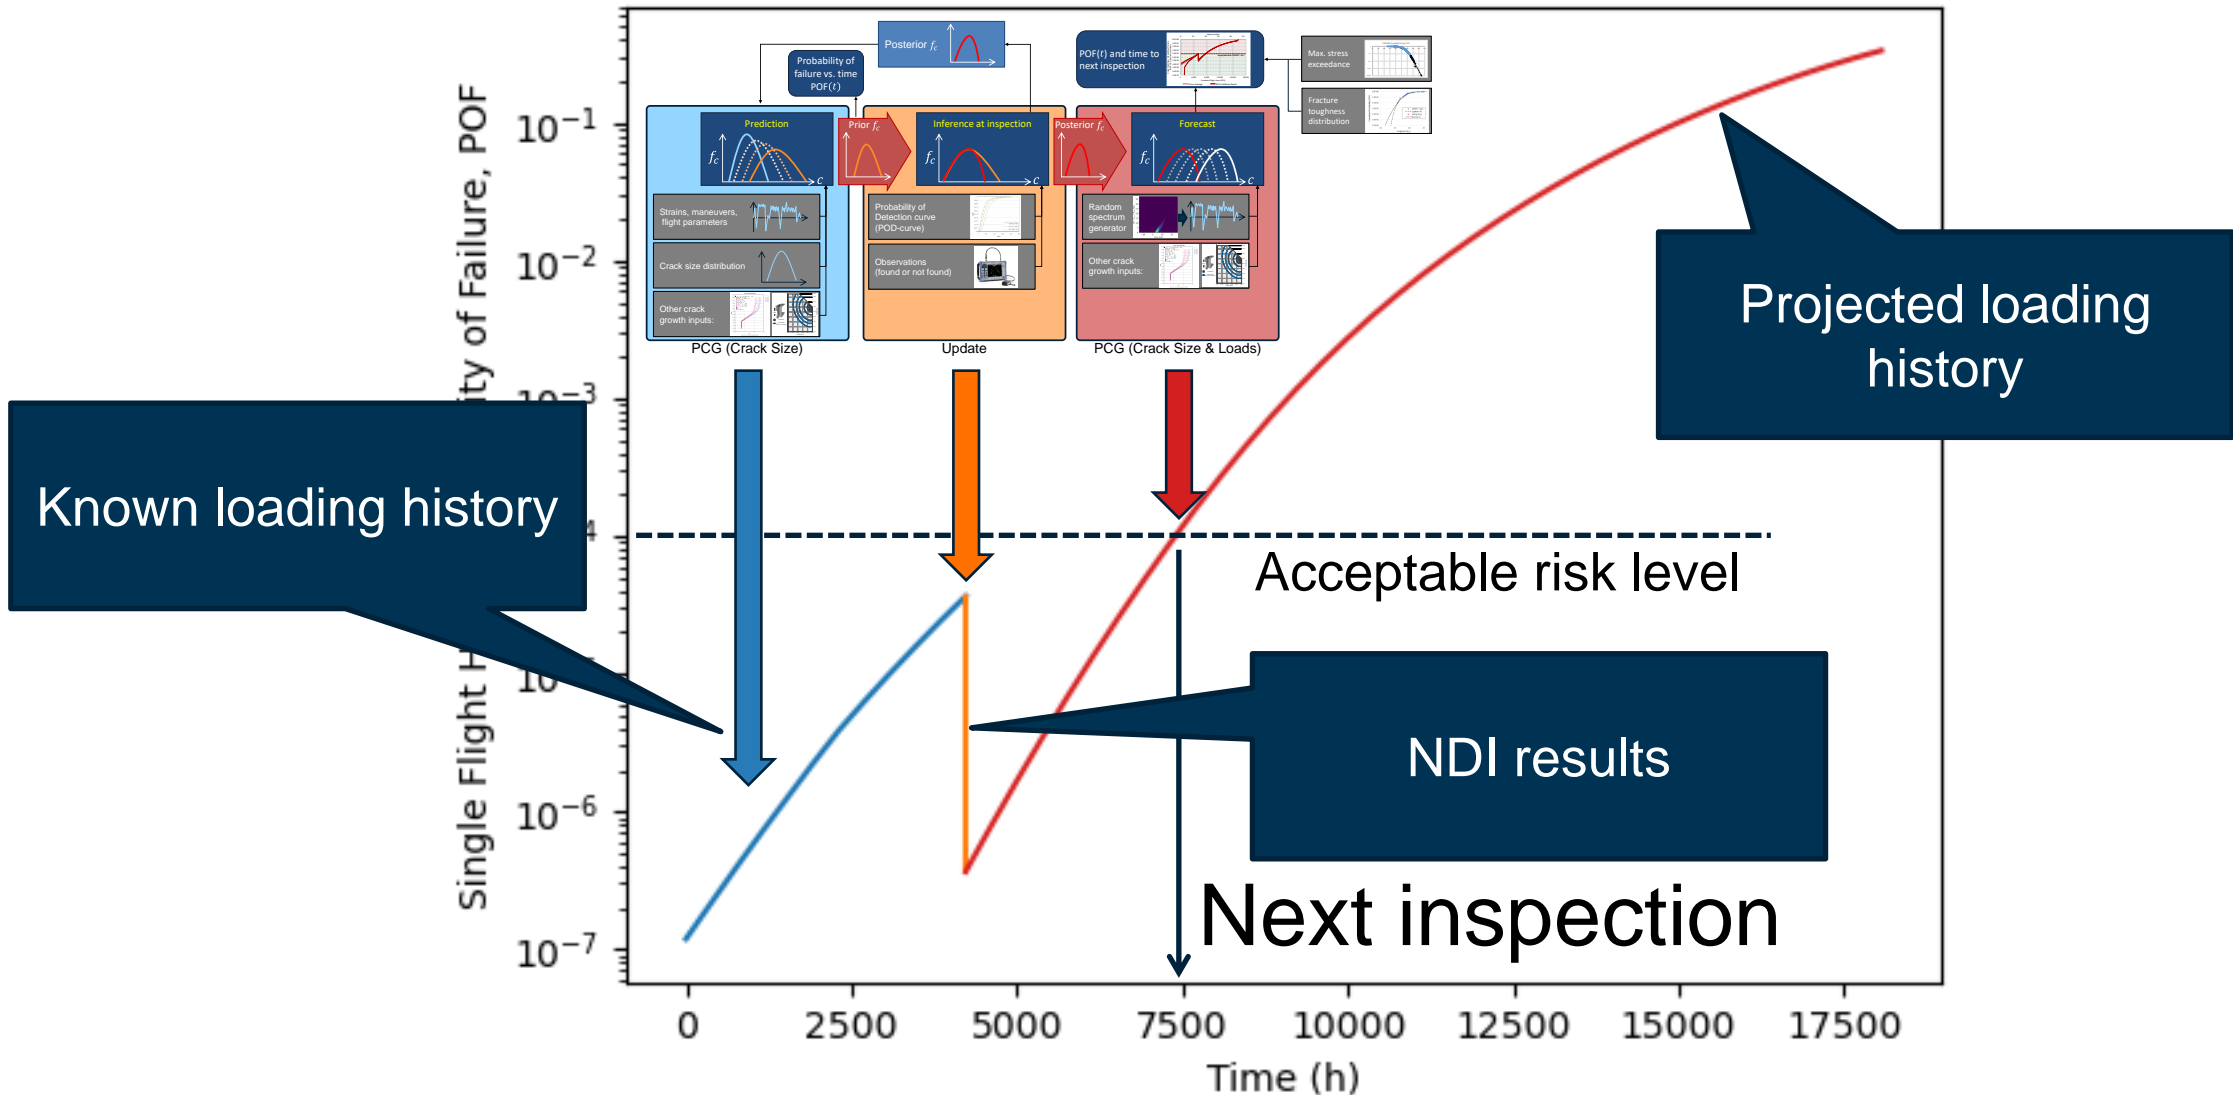 Posterior f_c
Probability of
failure vs. time
POF(t)
POF(t) and time to
next inspection
Max. stress
exceedance
Fracture
toughness
distribution
Prediction
f_c
c
Prior f_c
Inference at inspection
f_c
c
Posterior f_c
Forecast
f_c
c
Strains, maneuvers,
flight parameters
Crack size distribution
Other crack
growth inputs:
Probability of
Detection curve
(POD-curve)
Observations
(found or not found)
Random
spectrum
generator
Other crack
growth inputs:
PCG (Crack Size)
Update
PCG (Crack Size & Loads)
Projected loading
history
Known loading history
Acceptable risk level
NDI results
Next inspection
Single Flight H
ity of Failure, POF
10⁻¹
10⁻²
10⁻³
10⁻⁶
10⁻⁷
0 2500 5000 7500 10000 12500 15000 17500
Time (h)